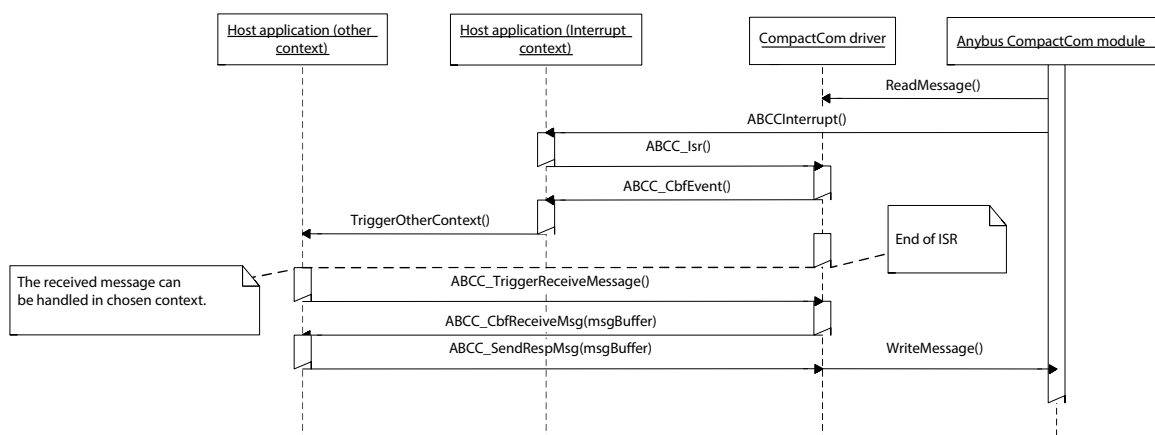 Host application (other
context)
Host application (Interrupt
context)
CompactCom driver
Anybus CompactCom module
ReadMessage()
ABCCInterrupt()
ABCC_Isr()
ABCC_CbfEvent()
TriggerOtherContext()
End of ISR
The received message can
be handled in chosen context.
ABCC_TriggerReceiveMessage()
ABCC_CbfReceiveMsg(msgBuffer)
ABCC_SendRespMsg(msgBuffer)
WriteMessage()